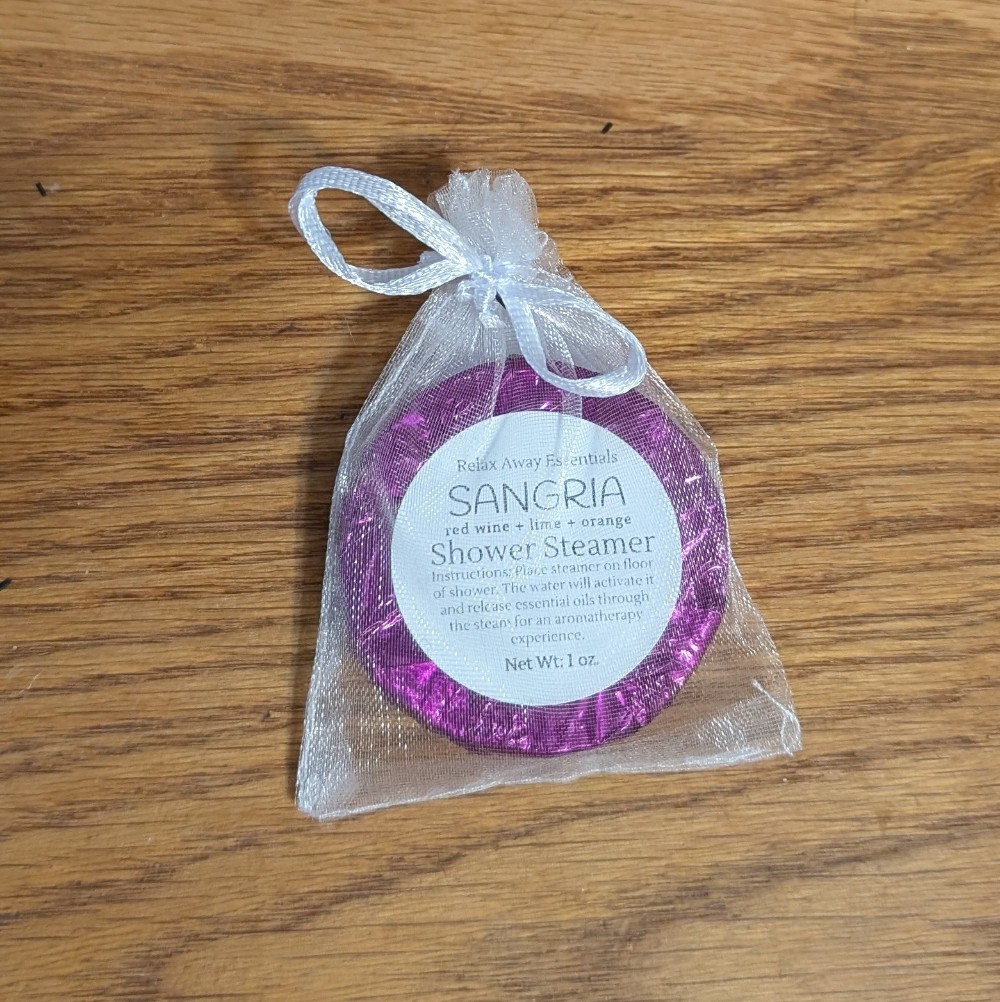 Relax Away Essentials
SANGRIA
red wine + lime + orange
Shower Steamer
Instructions: Place steamer on floor
of shower. The water will activate it
and release essential oils through
the steam for an aromatherapy
experience.
Net Wt: 1 oz.